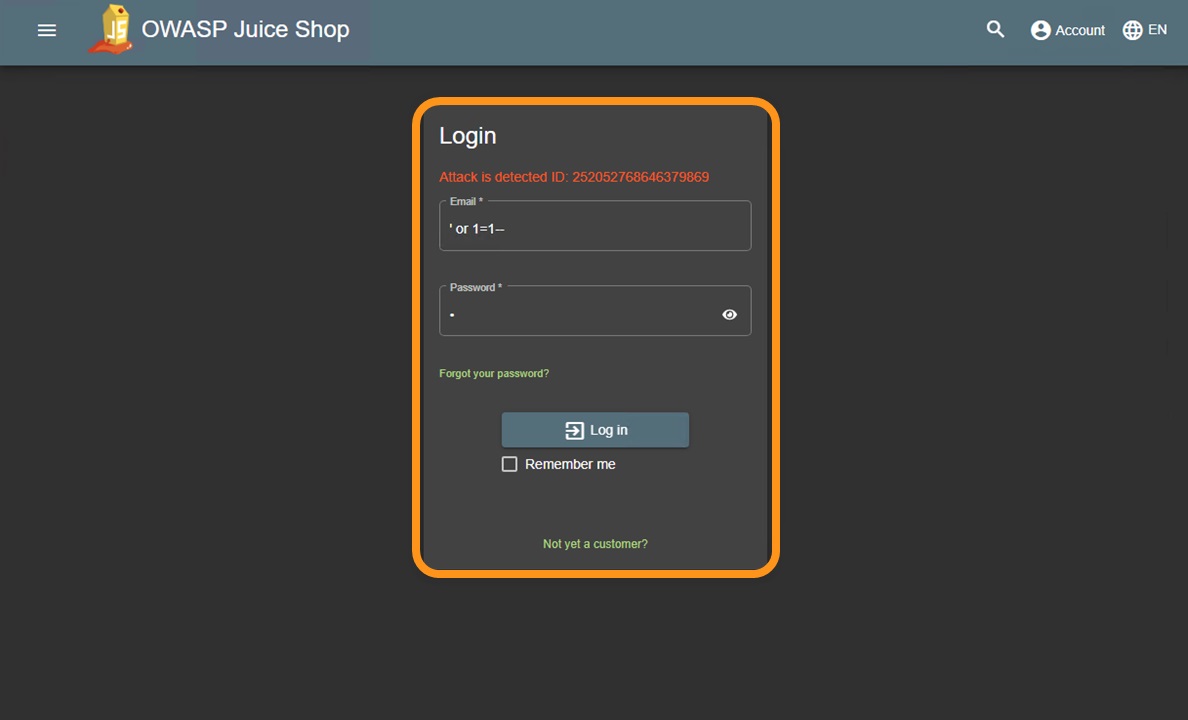 JS
OWASP Juice Shop
Account
EN
Login
Attack is detected ID: 252052768646379869
Email *
' or 1=1--
Password *
•
Forgot your password?
Log in
Remember me
Not yet a customer?